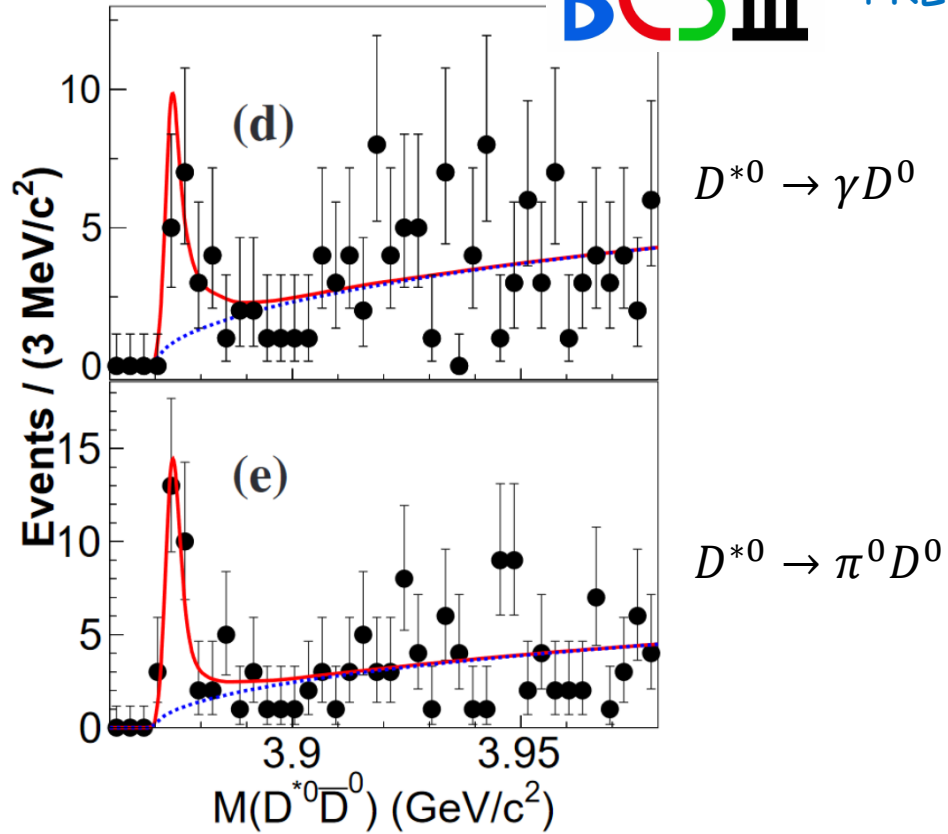 BESIII
10
(d)
D*⁰ → γD⁰
5
0
Events / (3 MeV/c²)
15
(e)
10
D*⁰ → π⁰D⁰
5
0
3.9 3.95
M(D*⁰D̄⁰) (GeV/c²)